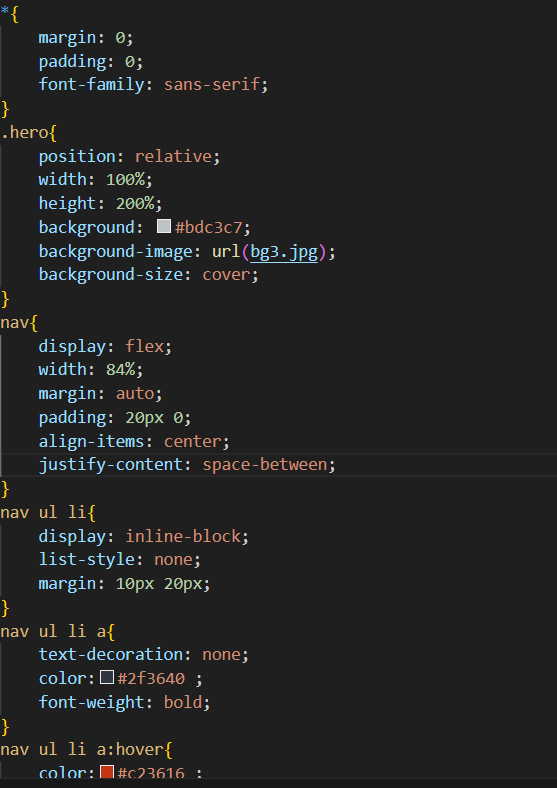 *{
    margin: 0;
    padding: 0;
    font-family: sans-serif;
}
.hero{
    position: relative;
    width: 100%;
    height: 200%;
    background: #bdc3c7;
    background-image: url(bg3.jpg);
    background-size: cover;
}
nav{
    display: flex;
    width: 84%;
    margin: auto;
    padding: 20px 0;
    align-items: center;
    justify-content: space-between;
}
nav ul li{
    display: inline-block;
    list-style: none;
    margin: 10px 20px;
}
nav ul li a{
    text-decoration: none;
    color: #2f3640 ;
    font-weight: bold;
}
nav ul li a:hover{
    color: #c23616 ;